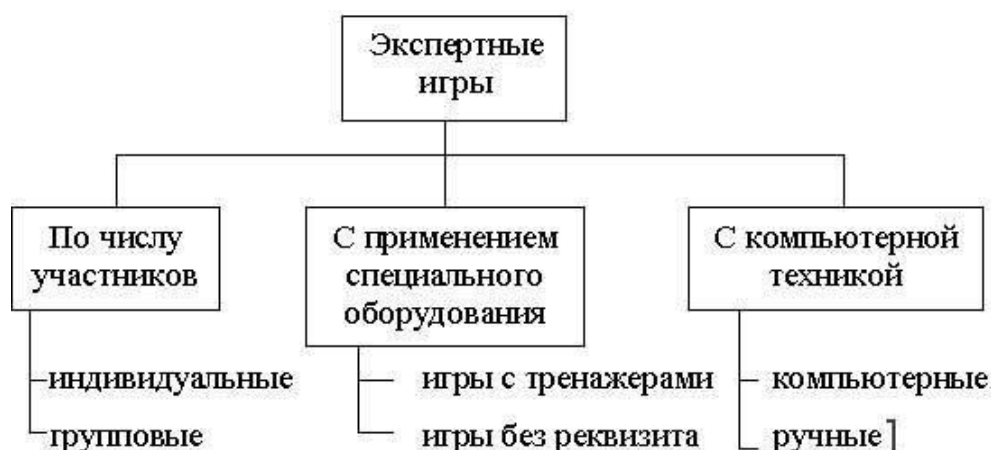 Экспертные
игры
По числу
участников
С применением
специального
оборудования
С компьютерной
техникой
индивидуальные
групповые
игры с тренажерами
игры без реквизита
компьютерные
ручные]